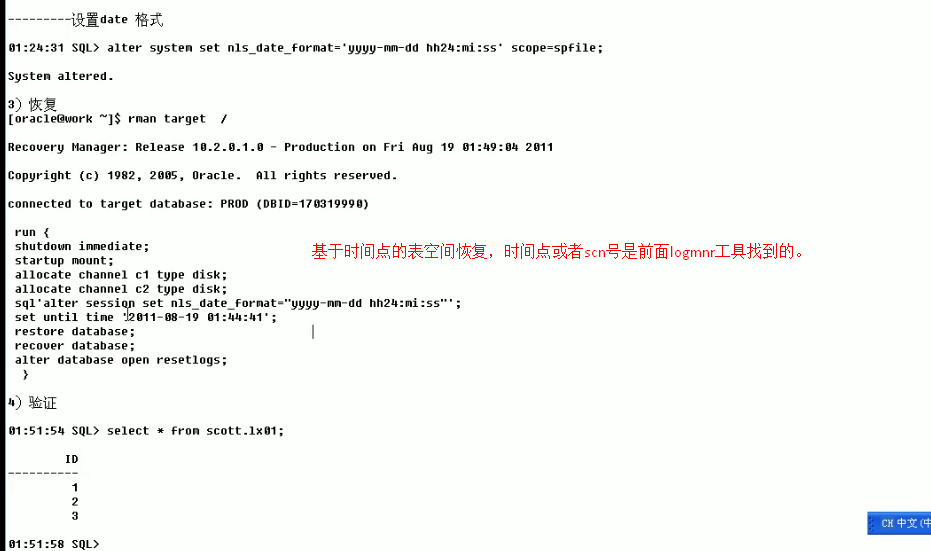 ---------设置date 格式
01:24:31 SQL> alter system set nls_date_format='yyyy-mm-dd hh24:mi:ss' scope=spfile;
System altered.
3）恢复
[oracle@work ~]$ rman target  /
Recovery Manager: Release 10.2.0.1.0 - Production on Fri Aug 19 01:49:04 2011
Copyright (c) 1982, 2005, Oracle.  All rights reserved.
connected to target database: PROD (DBID=170319990)
run {
shutdown immediate;
startup mount;
基于时间点的表空间恢复，时间点或者scn号是前面logmnr工具找到的。
allocate channel c1 type disk;
allocate channel c2 type disk;
sql'alter session set nls_date_format="yyyy-mm-dd hh24:mi:ss"';
set until time '2011-08-19 01:44:41';
restore database;
recover database;
alter database open resetlogs;
}
4）验证
01:51:54 SQL> select * from scott.lx01;
ID
----------
1
2
3
01:51:58 SQL>
CH 中文(中